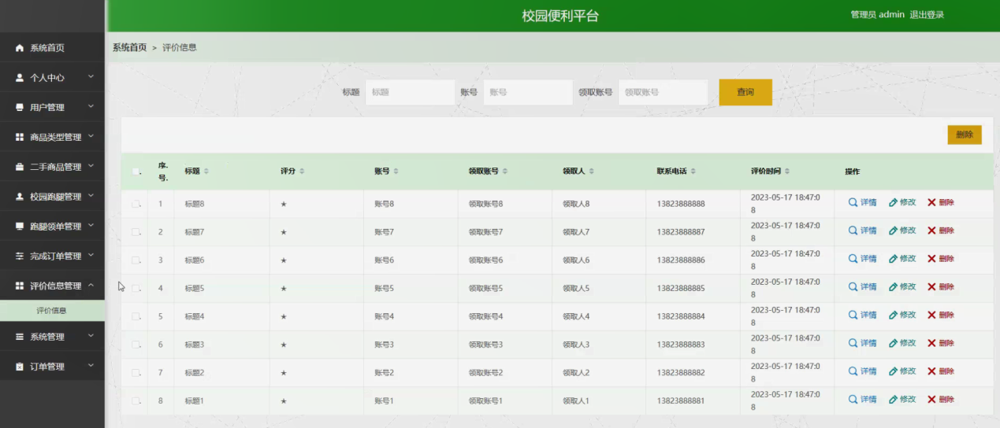 校园便利平台
管理员 admin 退出登录
系统首页
个人中心
用户管理
商品类型管理
二手商品管理
校园跑腿管理
跑腿领单管理
完成订单管理
评价信息管理
评价信息
系统管理
订单管理
系统首页 > 评价信息
标题 标题 账号 账号 领取账号 领取账号 查询
删除
序号 标题 评分 账号 领取账号 领取人 联系电话 评价时间 操作
1 标题8 ★ 账号8 领取账号8 领取人8 13823888888 2023-05-17 18:47:08 详情 修改 删除
2 标题7 ★ 账号7 领取账号7 领取人7 13823888887 2023-05-17 18:47:08 详情 修改 删除
3 标题6 ★ 账号6 领取账号6 领取人6 13823888886 2023-05-17 18:47:08 详情 修改 删除
4 标题5 ★ 账号5 领取账号5 领取人5 13823888885 2023-05-17 18:47:08 详情 修改 删除
5 标题4 ★ 账号4 领取账号4 领取人4 13823888884 2023-05-17 18:47:08 详情 修改 删除
6 标题3 ★ 账号3 领取账号3 领取人3 13823888883 2023-05-17 18:47:08 详情 修改 删除
7 标题2 ★ 账号2 领取账号2 领取人2 13823888882 2023-05-17 18:47:08 详情 修改 删除
8 标题1 ★ 账号1 领取账号1 领取人1 13823888881 2023-05-17 18:47:08 详情 修改 删除